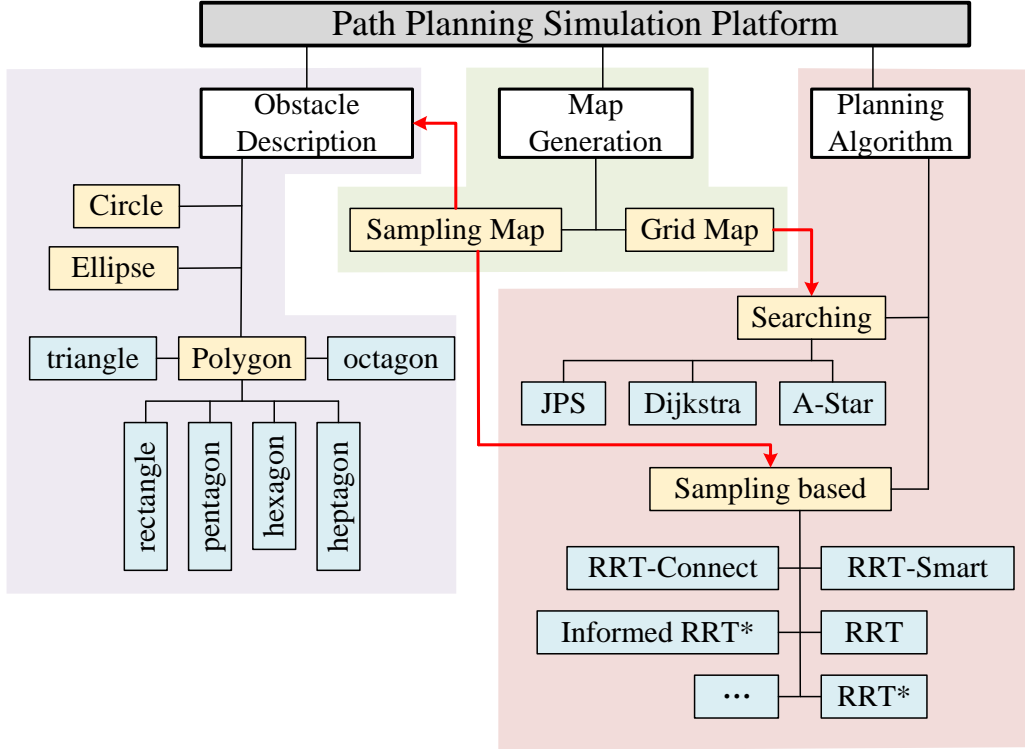 Path Planning Simulation Platform
Obstacle
Description
Map
Generation
Planning
Algorithm
Circle
Sampling Map
Grid Map
Ellipse
Searching
triangle
Polygon
octagon
JPS
Dijkstra
A-Star
rectangle
pentagon
hexagon
heptagon
Sampling based
RRT-Connect
RRT-Smart
Informed RRT*
RRT
...
RRT*